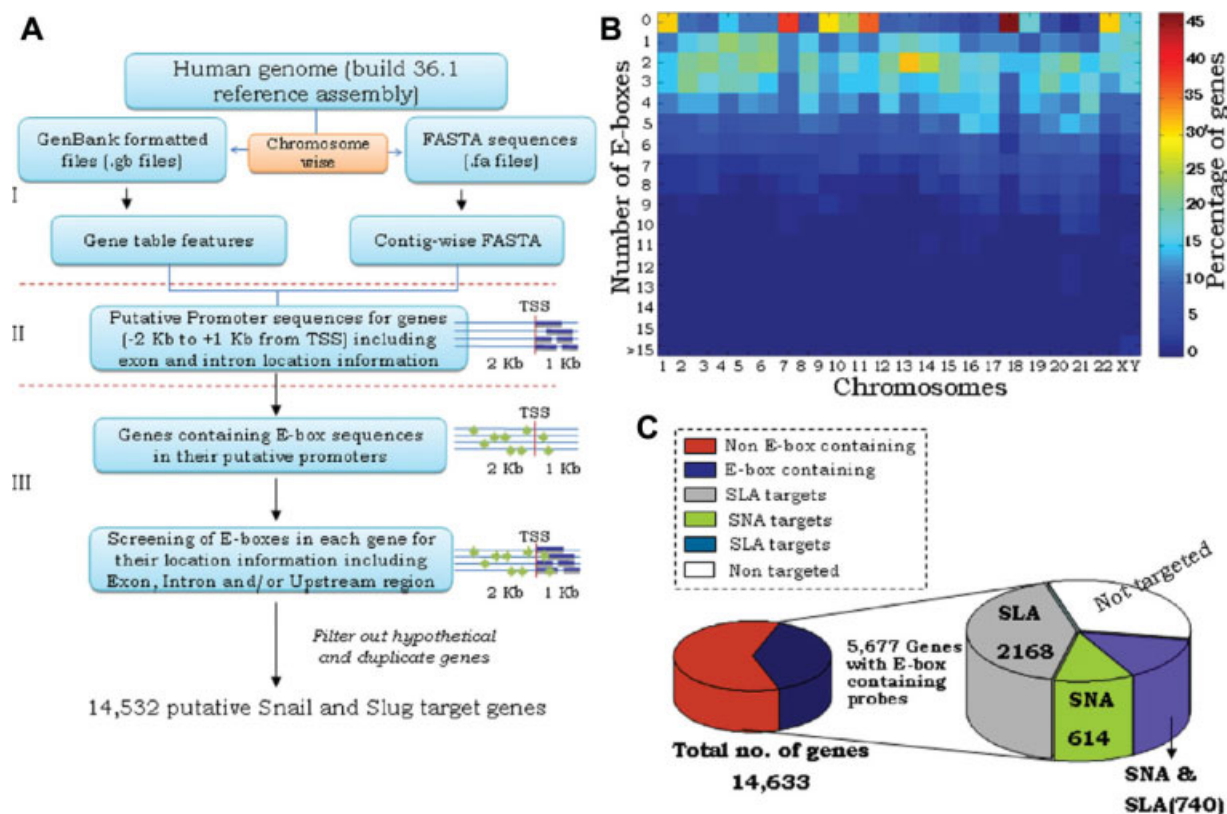 A
Human genome (build 36.1
reference assembly)
GenBank formatted
files (.gb files)
Chromosome
wise
FASTA sequences
(.fa files)
I
Gene table features
Contig-wise FASTA
II
Putative Promoter sequences for genes
(-2 Kb to +1 Kb from TSS) including
exon and intron location information
TSS
2 Kb 1 Kb
III
Genes containing E-box sequences
in their putative promoters
TSS
2 Kb 1 Kb
Screening of E-boxes in each gene for
their location information including
Exon, Intron and/or Upstream region
TSS
2 Kb 1 Kb
Filter out hypothetical
and duplicate genes
14,532 putative Snail and Slug target genes
B
Number of E-boxes
0
1
2
3
4
5
6
7
8
9
10
11
12
13
14
15
>15
1 2 3 4 5 6 7 8 9 10 11 12 13 14 15 16 17 18 19 20 21 22 X Y
Chromosomes
45
40
35
30
25
20
15
10
5
0
Percentage of genes
C
Non E-box containing
E-box containing
SLA targets
SNA targets
SLA targets
Non targeted
5,677 Genes
with E-box
containing
probes
Total no. of genes
14,633
SLA
2168
Not targeted
SNA
614
SNA &
SLA(740)